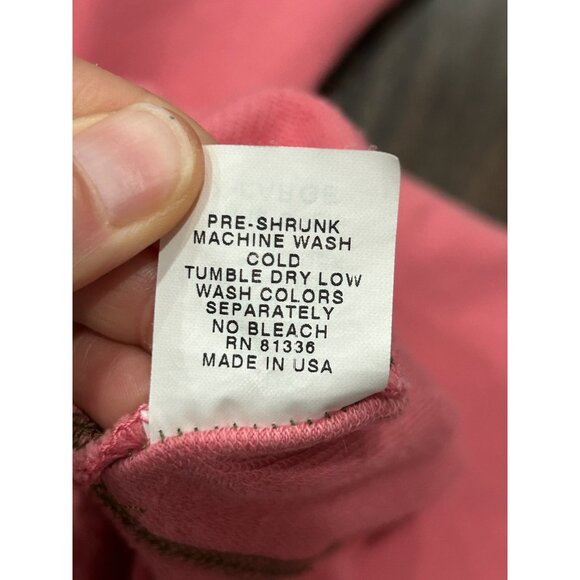 PRE-SHRUNK
MACHINE WASH
COLD
TUMBLE DRY LOW
WASH COLORS
SEPARATELY
NO BLEACH
RN 81336
MADE IN USA